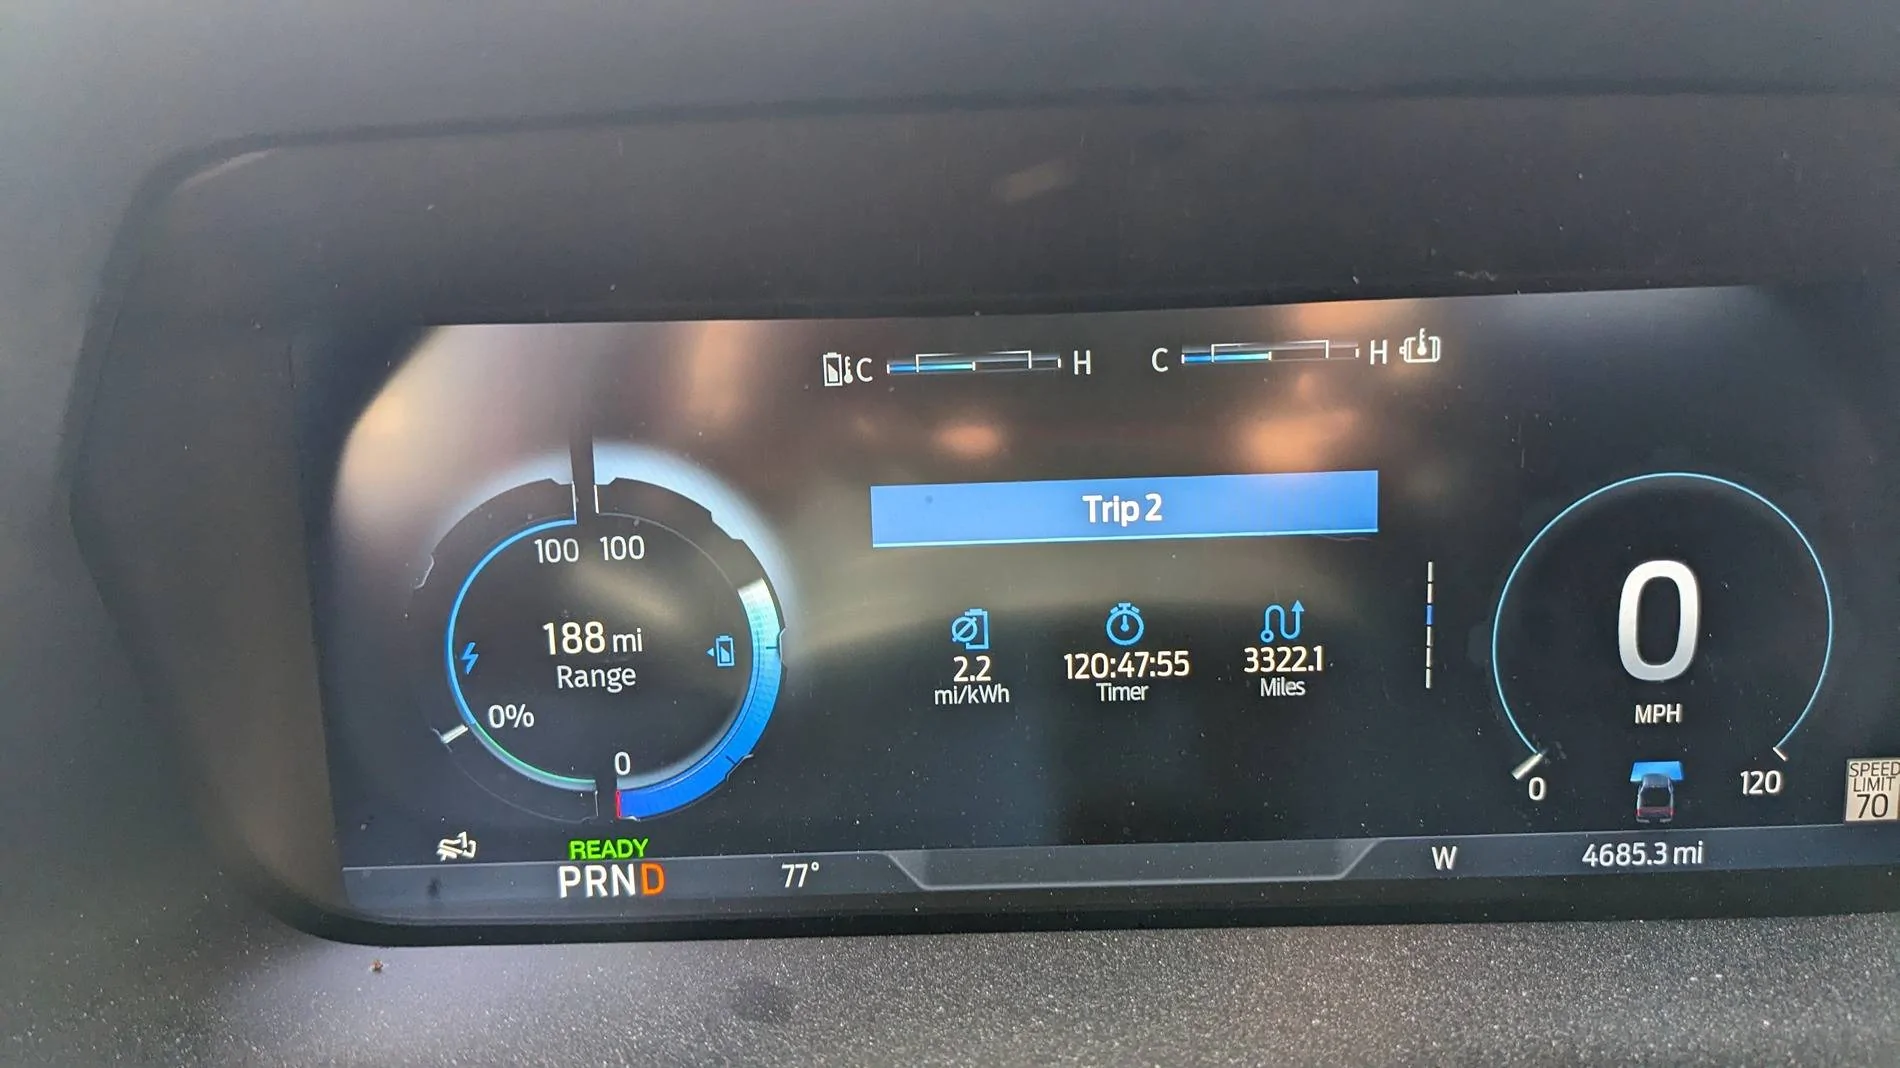 C H C H
Trip 2
100 100
188 mi
Range
0%
0
2.2
mi/kWh
120:47:55
Timer
3322.1
Miles
0
MPH
0 120
SPEED
LIMIT
70
READY
PRND 77° W 4685.3 mi